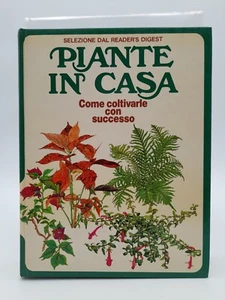 SELEZIONE DAL READER'S DIGEST
PIANTE
IN CASA
Come coltivarle
con
successo